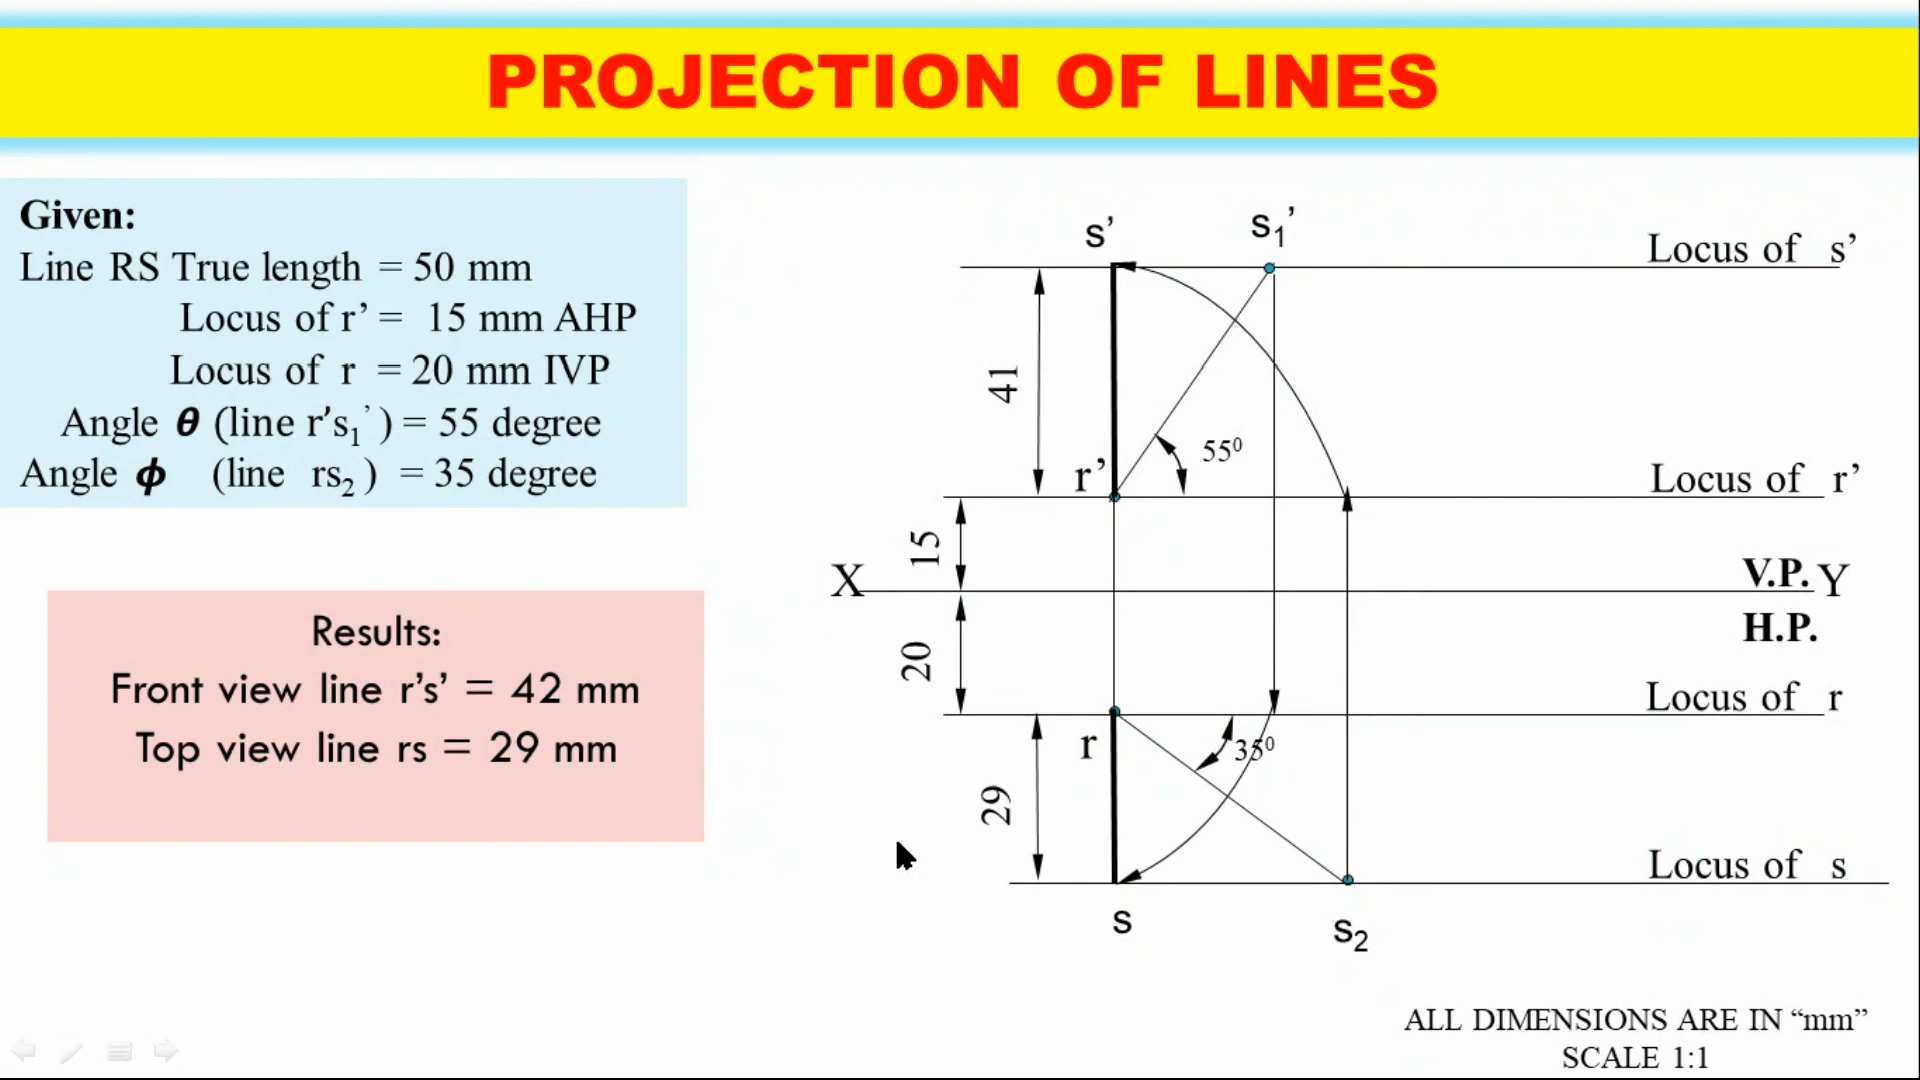 PROJECTION OF LINES
Given:
Line RS True length = 50 mm
Locus of r’ = 15 mm AHP
Locus of r = 20 mm IVP
Angle θ (line r’s₁’) = 55 degree
Angle ϕ (line rs₂) = 35 degree
Results:
Front view line r’s’ = 42 mm
Top view line rs = 29 mm
s’
s₁’
Locus of s’
41
55⁰
r’
Locus of r’
15
X
V.P. Y
H.P.
20
Locus of r
r
35⁰
29
Locus of s
s
s₂
ALL DIMENSIONS ARE IN “mm”
SCALE 1:1